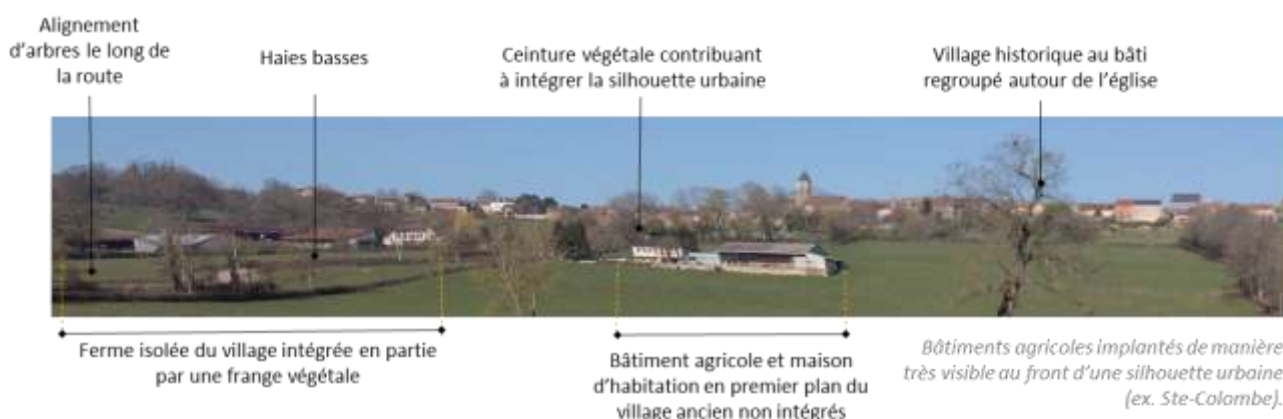 Alignement
d'arbres le long de
la route
Haies basses
Ceinture végétale contribuant
à intégrer la silhouette urbaine
Village historique au bâti
regroupé autour de l'église
Ferme isolée du village intégrée en partie
par une frange végétale
Bâtiment agricole et maison
d'habitation en premier plan du
village ancien non intégrés
Bâtiments agricoles implantés de manière
très visible au front d'une silhouette urbaine
(ex. Ste-Colombe).